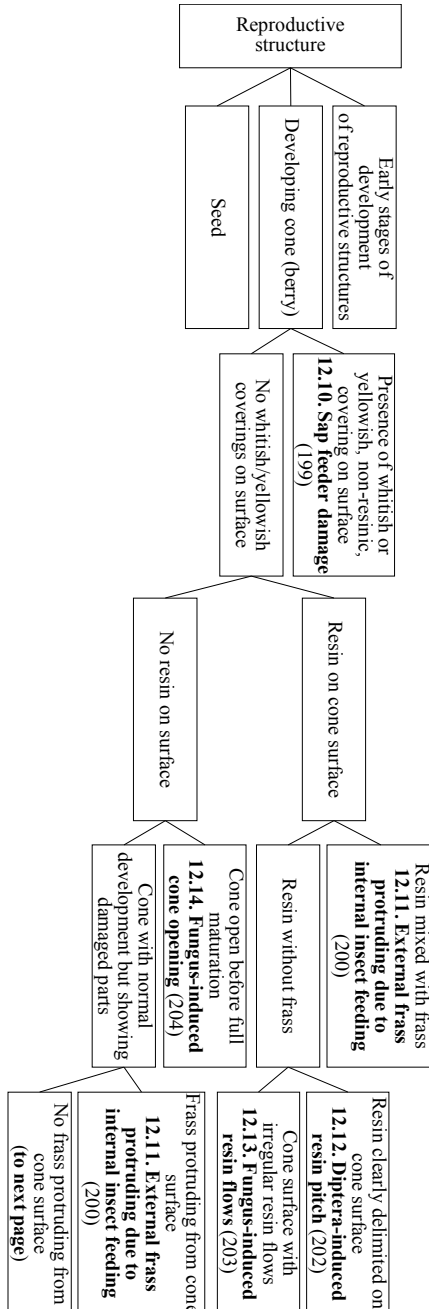 Reproductive
structure
Early stages of
development
of reproductive structures
Developing cone (berry)
Seed
Presence of whitish or
yellowish, non-resinic,
covering on surface
12.10. Sap feeder damage
(199)
No whitish/yellowish
coverings on surface
Resin on cone surface
No resin on surface
Resin mixed with frass
12.11. External frass
protruding due to
internal insect feeding
(200)
Resin without frass
Cone open before full
maturation
12.14. Fungus-induced
cone opening (204)
Cone with normal
development but showing
damaged parts
Resin clearly delimited on
cone surface
12.12. Diptera-induced
resin pitch (202)
Cone surface with
irregular resin flows
12.13. Fungus-induced
resin flows (203)
Frass protruding from cone
surface
12.11. External frass
protruding due to
internal insect feeding
(200)
No frass protruding from
cone surface
(to next page)